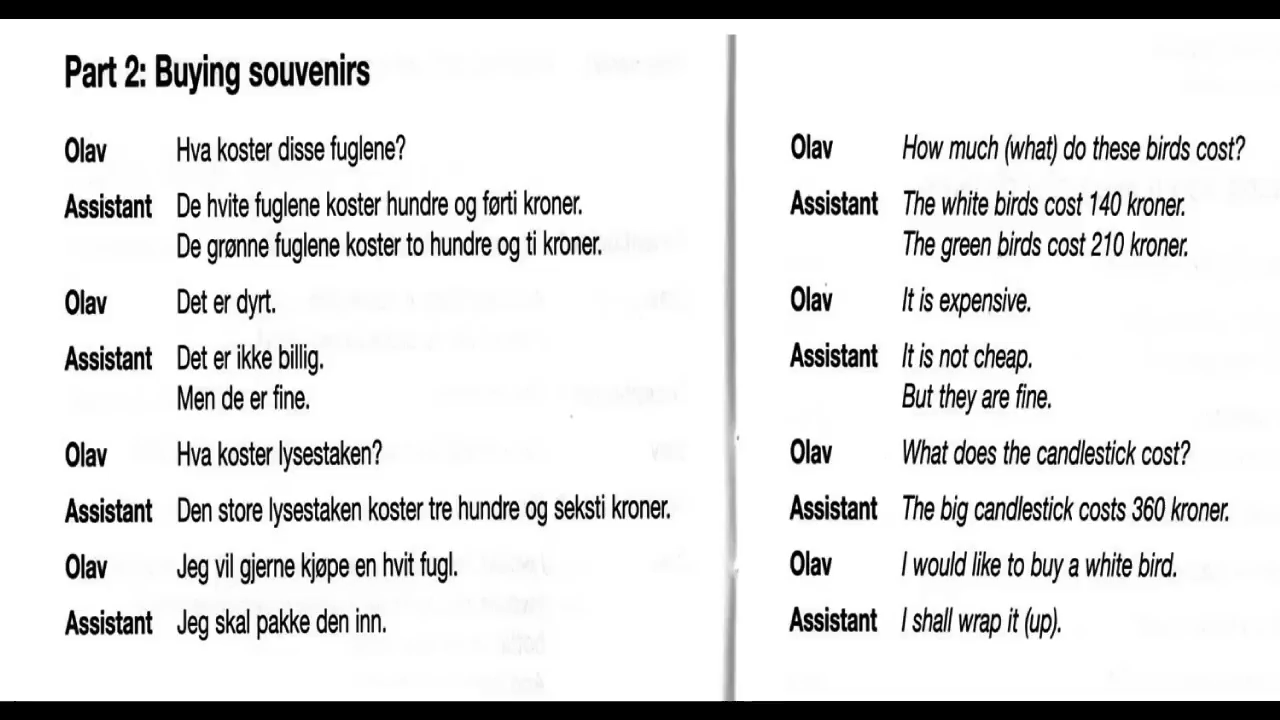 Part 2: Buying souvenirs
Olav Hva koster disse fuglene?
Assistant De hvite fuglene koster hundre og førti kroner.
De grønne fuglene koster to hundre og ti kroner.
Olav Det er dyrt.
Assistant Det er ikke billig.
Men de er fine.
Olav Hva koster lysestaken?
Assistant Den store lysestaken koster tre hundre og seksti kroner.
Olav Jeg vil gjerne kjøpe en hvit fugl.
Assistant Jeg skal pakke den inn.
Olav How much (what) do these birds cost?
Assistant The white birds cost 140 kroner.
The green birds cost 210 kroner.
Olav It is expensive.
Assistant It is not cheap.
But they are fine.
Olav What does the candlestick cost?
Assistant The big candlestick costs 360 kroner.
Olav I would like to buy a white bird.
Assistant I shall wrap it (up).